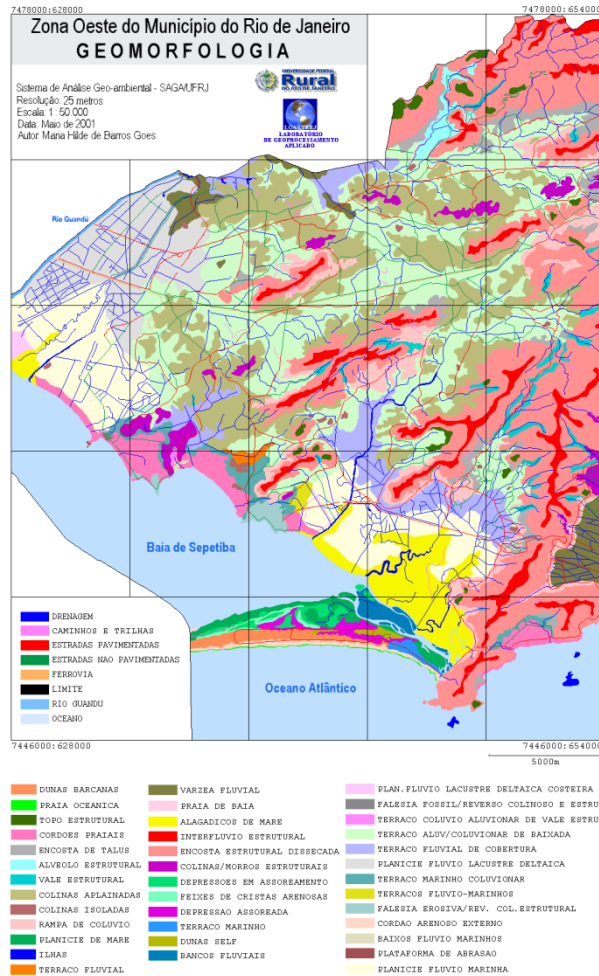 7478000:628000
7478000:654000
Zona Oeste do Município do Rio de Janeiro
GEOMORFOLOGIA
Sistema de Análise Geo-ambiental - SAGA/UFRJ
Resolução: 25 metros
Escala: 1 : 50.000
Data: Maio de 2001
Autor: Maria Hilde de Barros Goes
UNIVERSIDADE FEDERAL
Rural
DO RIO DE JANEIRO
LABORATÓRIO
DE GEOPROCESSAMENTO
APLICADO
Rio Guandú
Baía de Sepetiba
Oceano Atlântico
DRENAGEM
CAMINHOS E TRILHAS
ESTRADAS PAVIMENTADAS
ESTRADAS NAO PAVIMENTADAS
FERROVIA
LIMITE
RIO GUANDU
OCEANO
7446000:628000
7446000:654000
5000m
DUNAS BARCANAS
PRAIA OCEANICA
TOPO ESTRUTURAL
CORDOES PRAIAIS
ENCOSTA DE TALUS
ALVEOLO ESTRUTURAL
VALE ESTRUTURAL
COLINAS APLAINADAS
COLINAS ISOLADAS
RAMPA DE COLUVIO
PLANICIE DE MARE
ILHAS
TERRACO FLUVIAL
VARZEA FLUVIAL
PRAIA DE BAIA
ALAGADICOS DE MARE
INTERFLUVIO ESTRUTURAL
ENCOSTA ESTRUTURAL DISSECADA
COLINAS/MORROS ESTRUTURAIS
DEPRESSOES EM ASSOREAMENTO
FEIXES DE CRISTAS ARENOSAS
DEPRESSAO ASSOREADA
TERRACO MARINHO
DUNAS SELF
BANCOS FLUVIAIS
PLAN.FLUVIO LACUSTRE DELTAICA COSTEIRA
FALESIA FOSSIL/REVERSO COLINOSO E ESTRU
TERRACO COLUVIO ALUVIONAR DE VALE ESTRU
TERRACO ALUV/COLUVIONAR DE BAIXADA
TERRACO FLUVIAL DE COBERTURA
PLANICIE FLUVIO LACUSTRE DELTAICA
TERRACO MARINHO COLUVIONAR
TERRACOS FLUVIO-MARINHOS
FALESIA EROSIVA/REV. COL.ESTRUTURAL
CORDAO ARENOSO EXTERNO
BAIXOS FLUVIO MARINHOS
PLATAFORMA DE ABRASAO
PLANICIE FLUVIO MARINHA